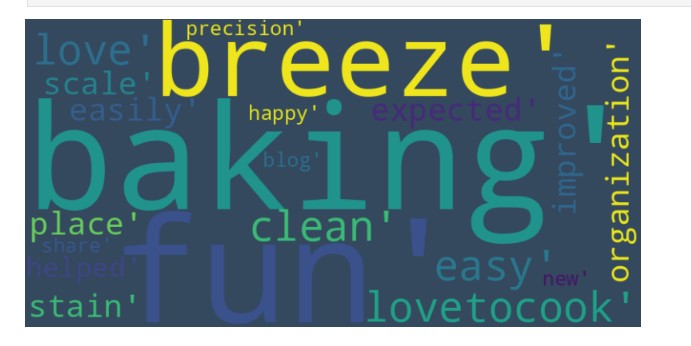 precision'
love'
breeze'
scale'
easily'
happy'
expected'
improved'
organization'
baking'
blog'
place'
clean'
share'
helped'
fun'
easy'
new'
stain'
lovetocook'